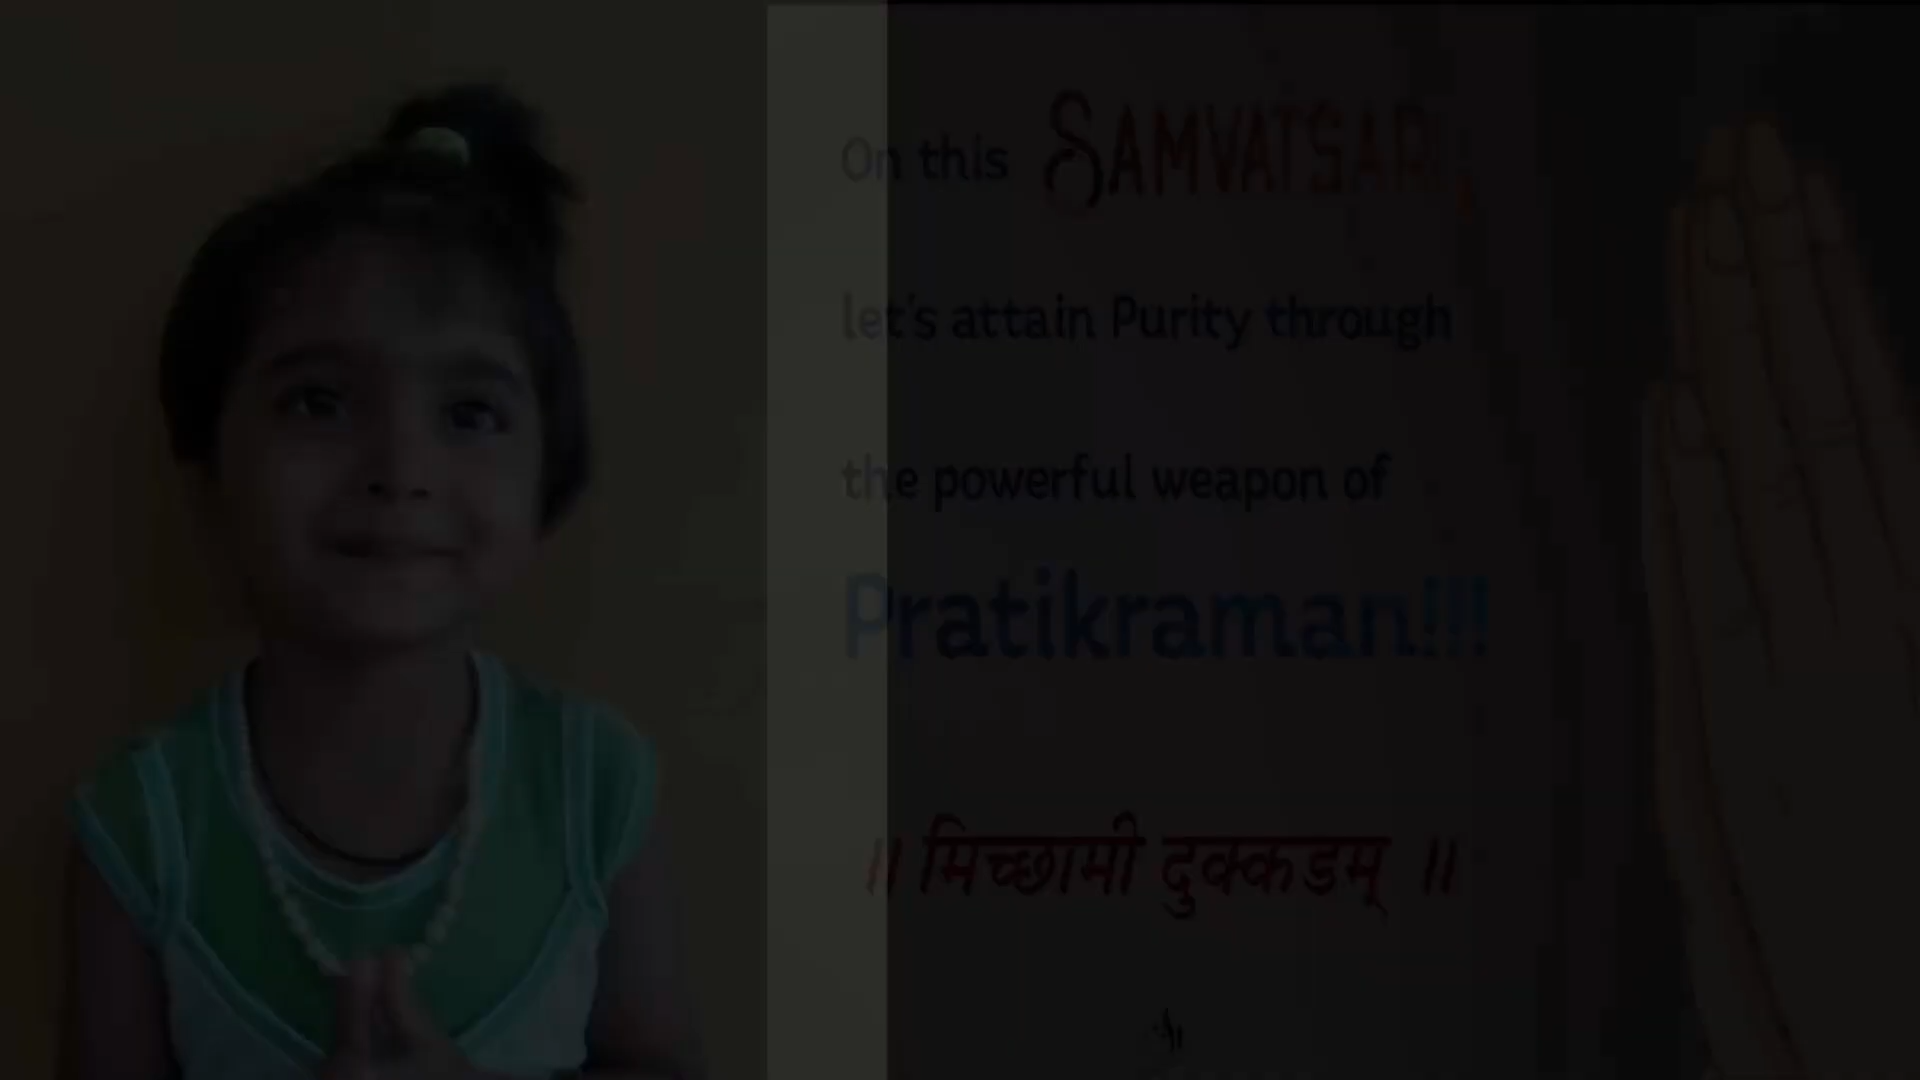 On this SAMVATSARI,
let's attain Purity through
the powerful weapon of
Pratikraman!!!
॥ मिच्छामी दुक्कडम् ॥